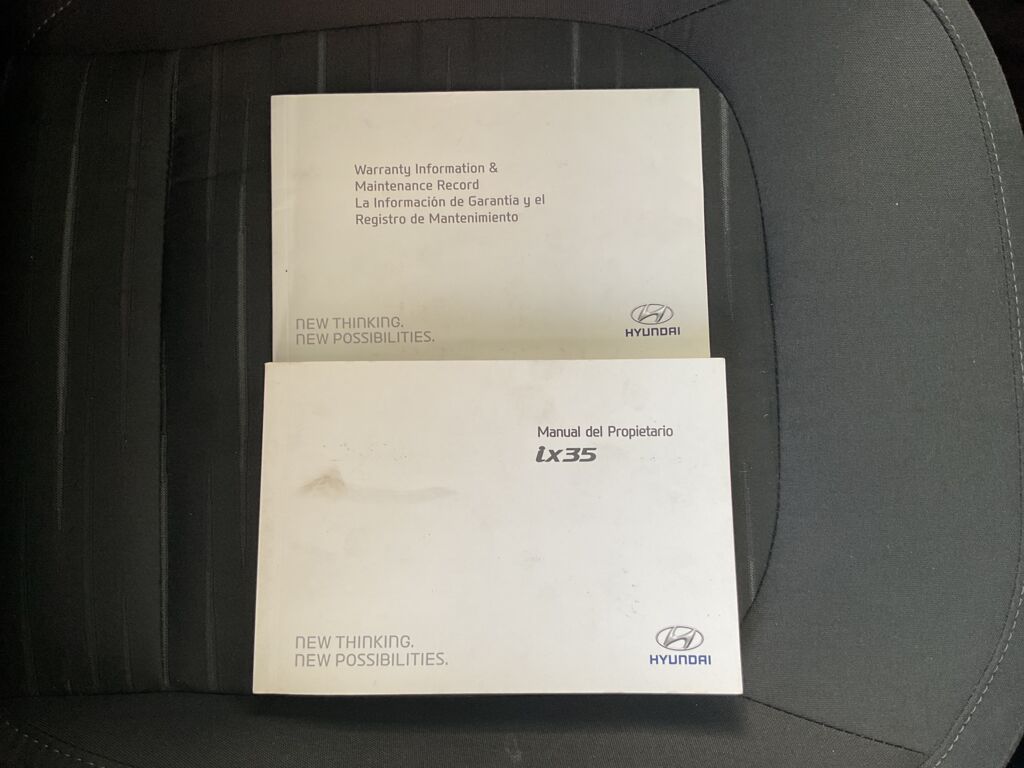 Warranty Information &
Maintenance Record
La Información de Garantía y el
Registro de Mantenimiento
NEW THINKING.
NEW POSSIBILITIES.
HYUNDAI
Manual del Propietario
ix35
NEW THINKING.
NEW POSSIBILITIES.
HYUNDAI